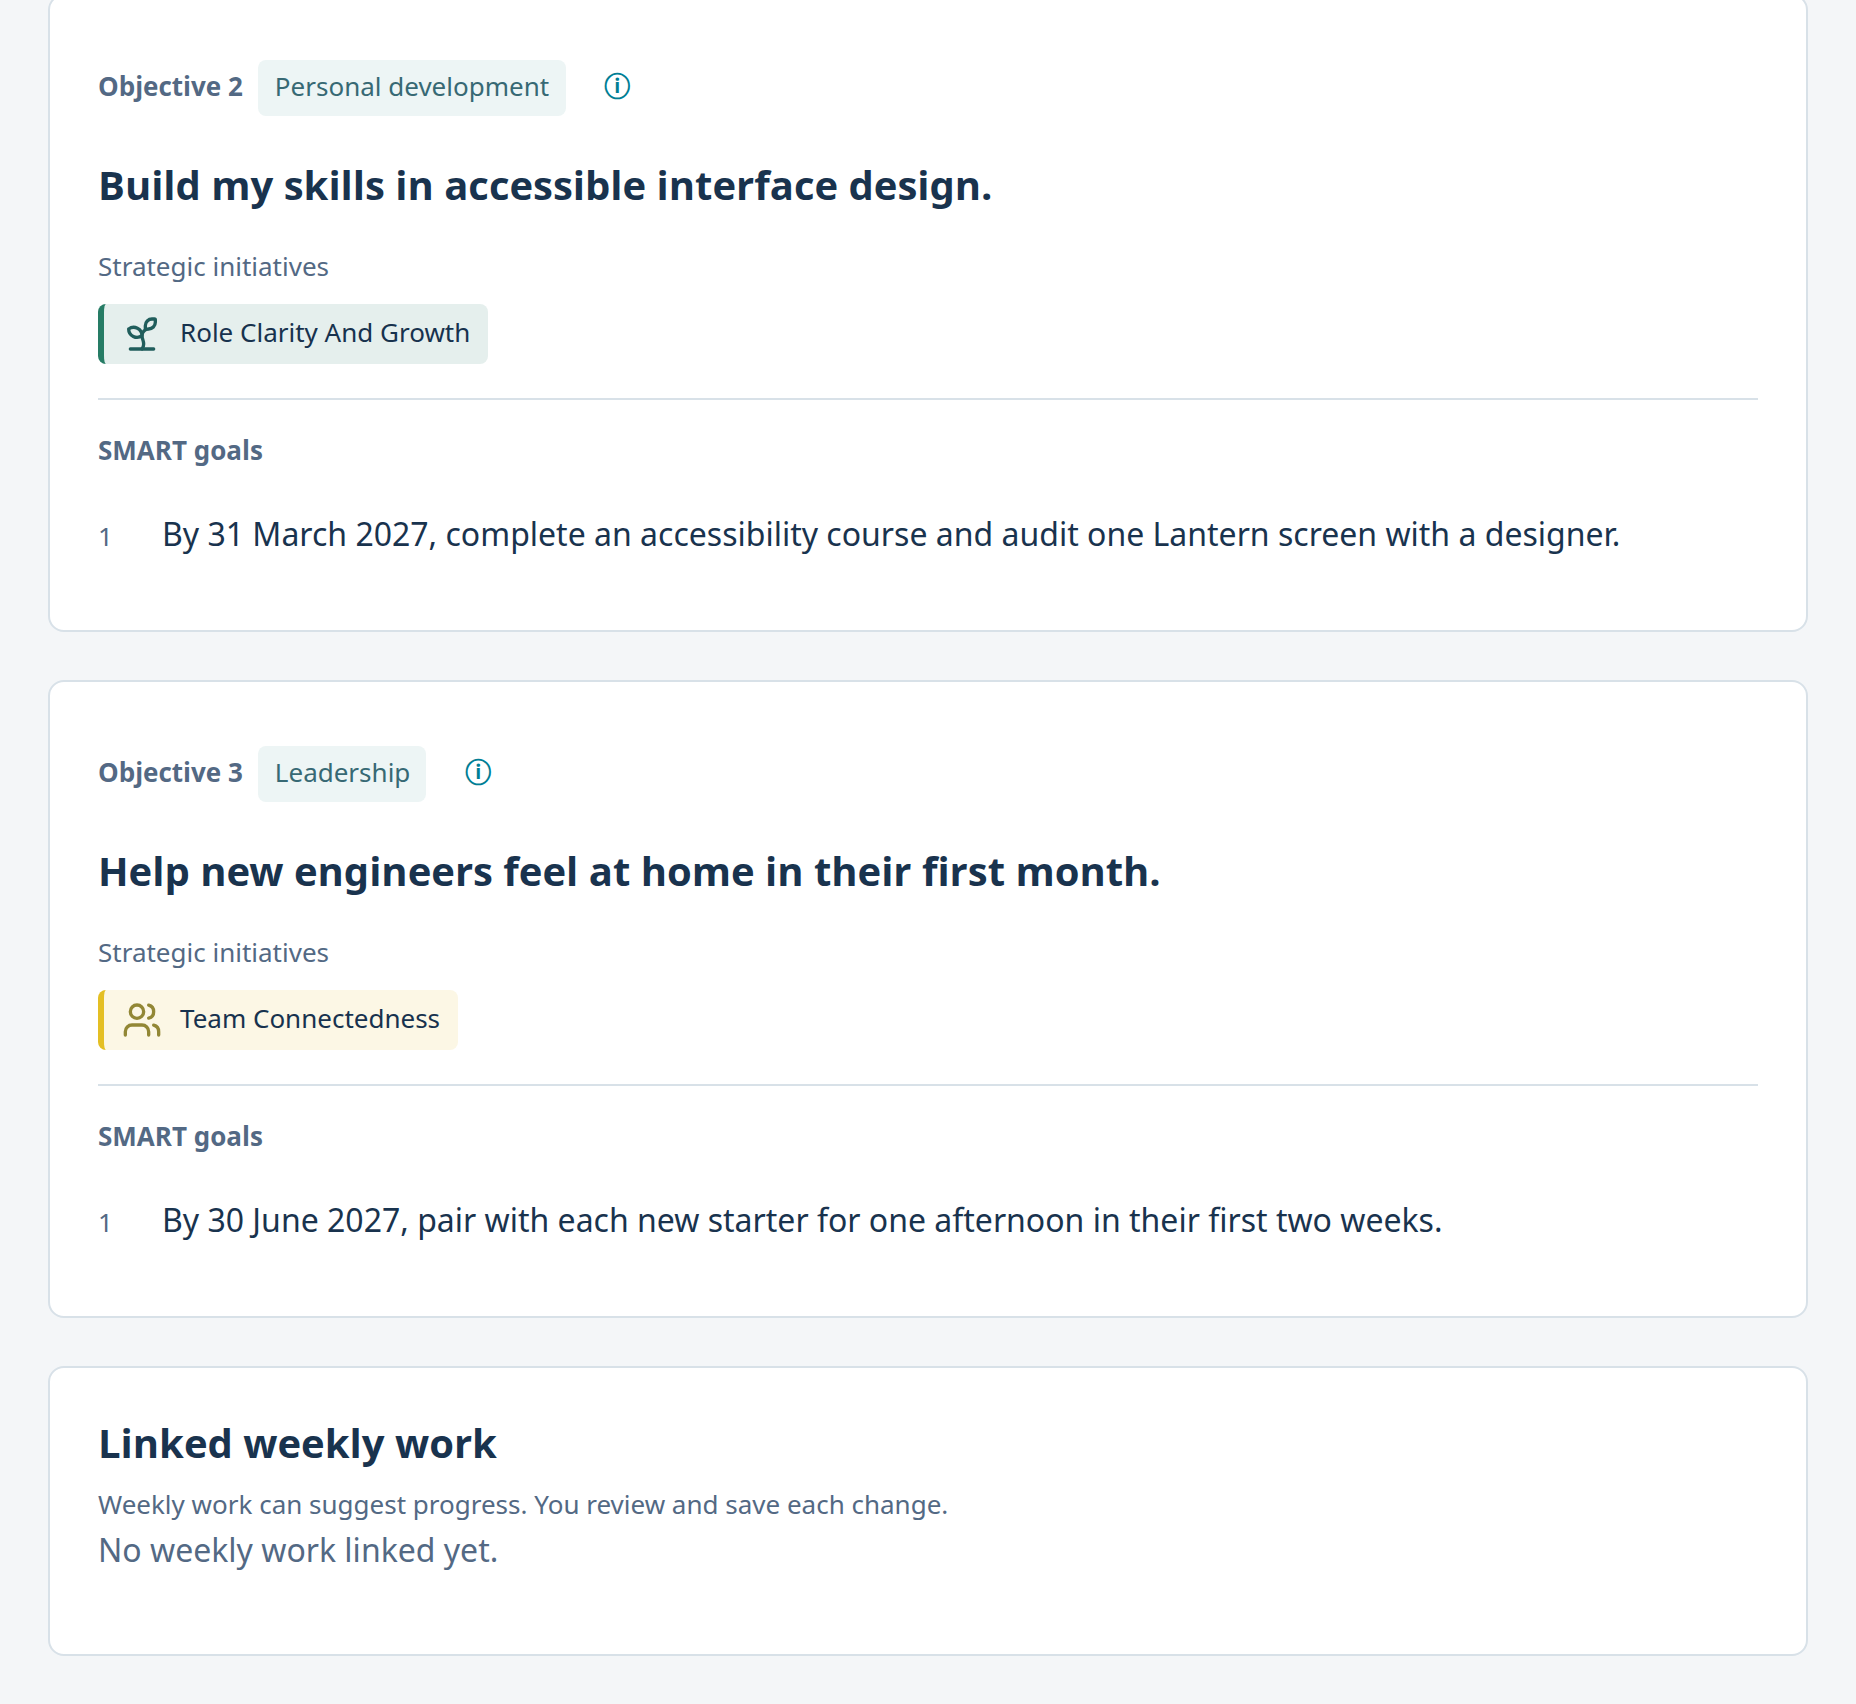 Objective 2 Personal development
Build my skills in accessible interface design.
Strategic initiatives
Role Clarity And Growth
SMART goals
1 By 31 March 2027, complete an accessibility course and audit one Lantern screen with a designer.
Objective 3 Leadership
Help new engineers feel at home in their first month.
Strategic initiatives
Team Connectedness
SMART goals
1 By 30 June 2027, pair with each new starter for one afternoon in their first two weeks.
Linked weekly work
Weekly work can suggest progress. You review and save each change.
No weekly work linked yet.